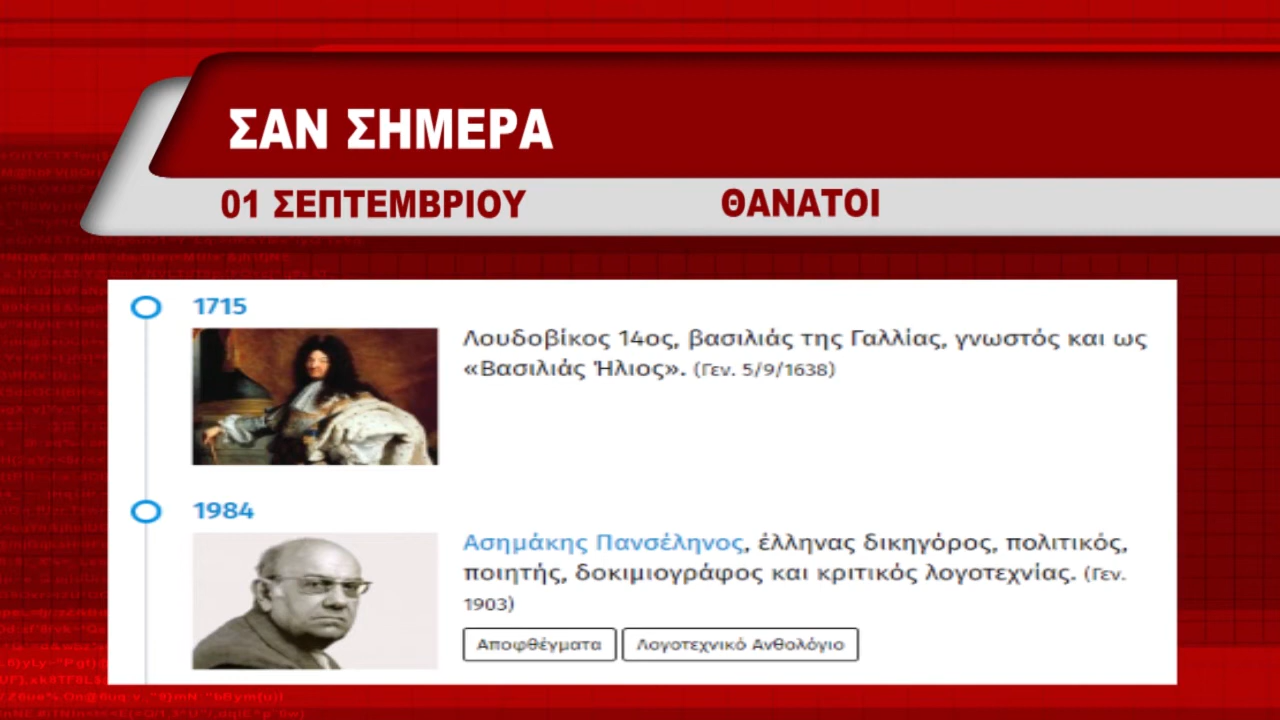 ΣΑΝ ΣΗΜΕΡΑ
01 ΣΕΠΤΕΜΒΡΙΟΥ ΘΑΝΑΤΟΙ
1715
Λουδοβίκος 14ος, βασιλιάς της Γαλλίας, γνωστός και ως
«Βασιλιάς Ήλιος». (Γεν. 5/9/1638)
1984
Ασημάκης Πανσέληνος, έλληνας δικηγόρος, πολιτικός,
ποιητής, δοκιμιογράφος και κριτικός λογοτεχνίας. (Γεν.
1903)
Αποφθέγματα Λογοτεχνικό Ανθολόγιο